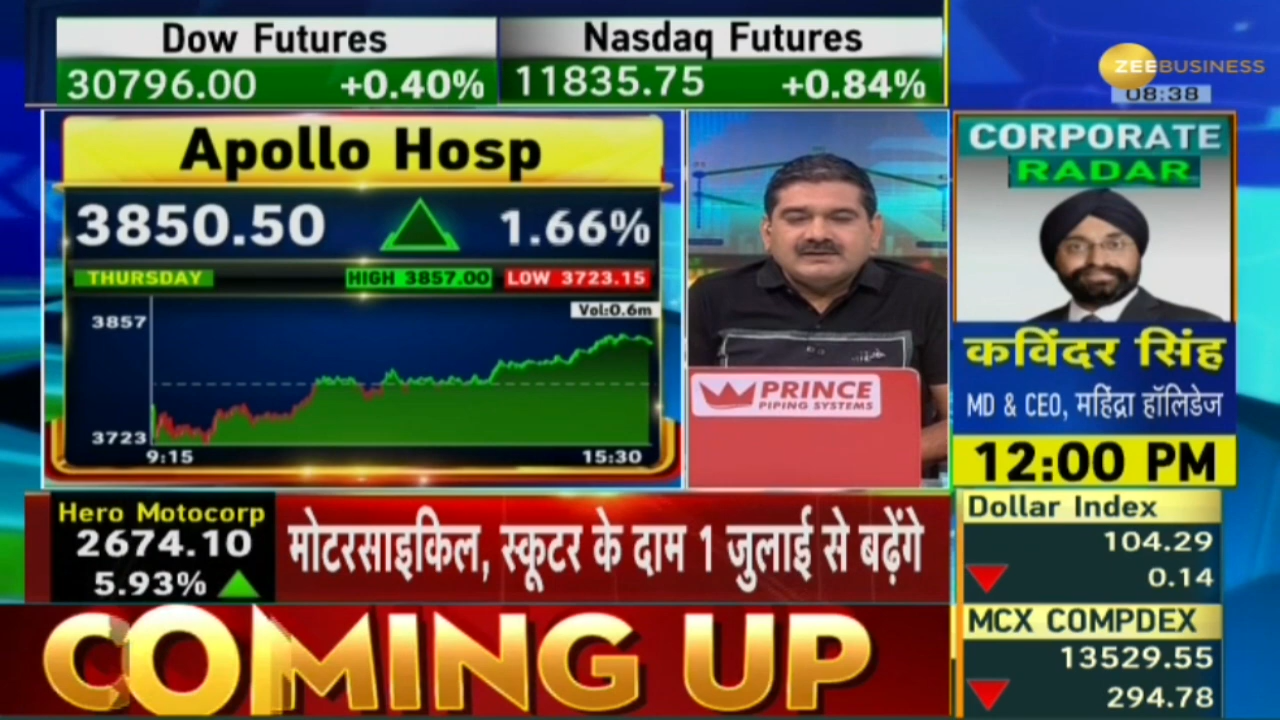 Dow Futures
30796.00 +0.40%
Nasdaq Futures
11835.75 +0.84%
ZEEBUSINESS
08:38
Apollo Hosp
3850.50 1.66%
THURSDAY HIGH 3857.00 LOW 3723.15
Vol:0.6m
3857
3723
9:15 15:30
PRINCE
PIPING SYSTEMS
CORPORATE
RADAR
कविंदर सिंह
MD & CEO, महिंद्रा हॉलिडेज
12:00 PM
Hero Motocorp
2674.10
5.93%
मोटरसाइकिल, स्कूटर के दाम 1 जुलाई से बढ़ेंगे
Dollar Index
104.29
0.14
MCX COMPDEX
13529.55
294.78
COMING UP